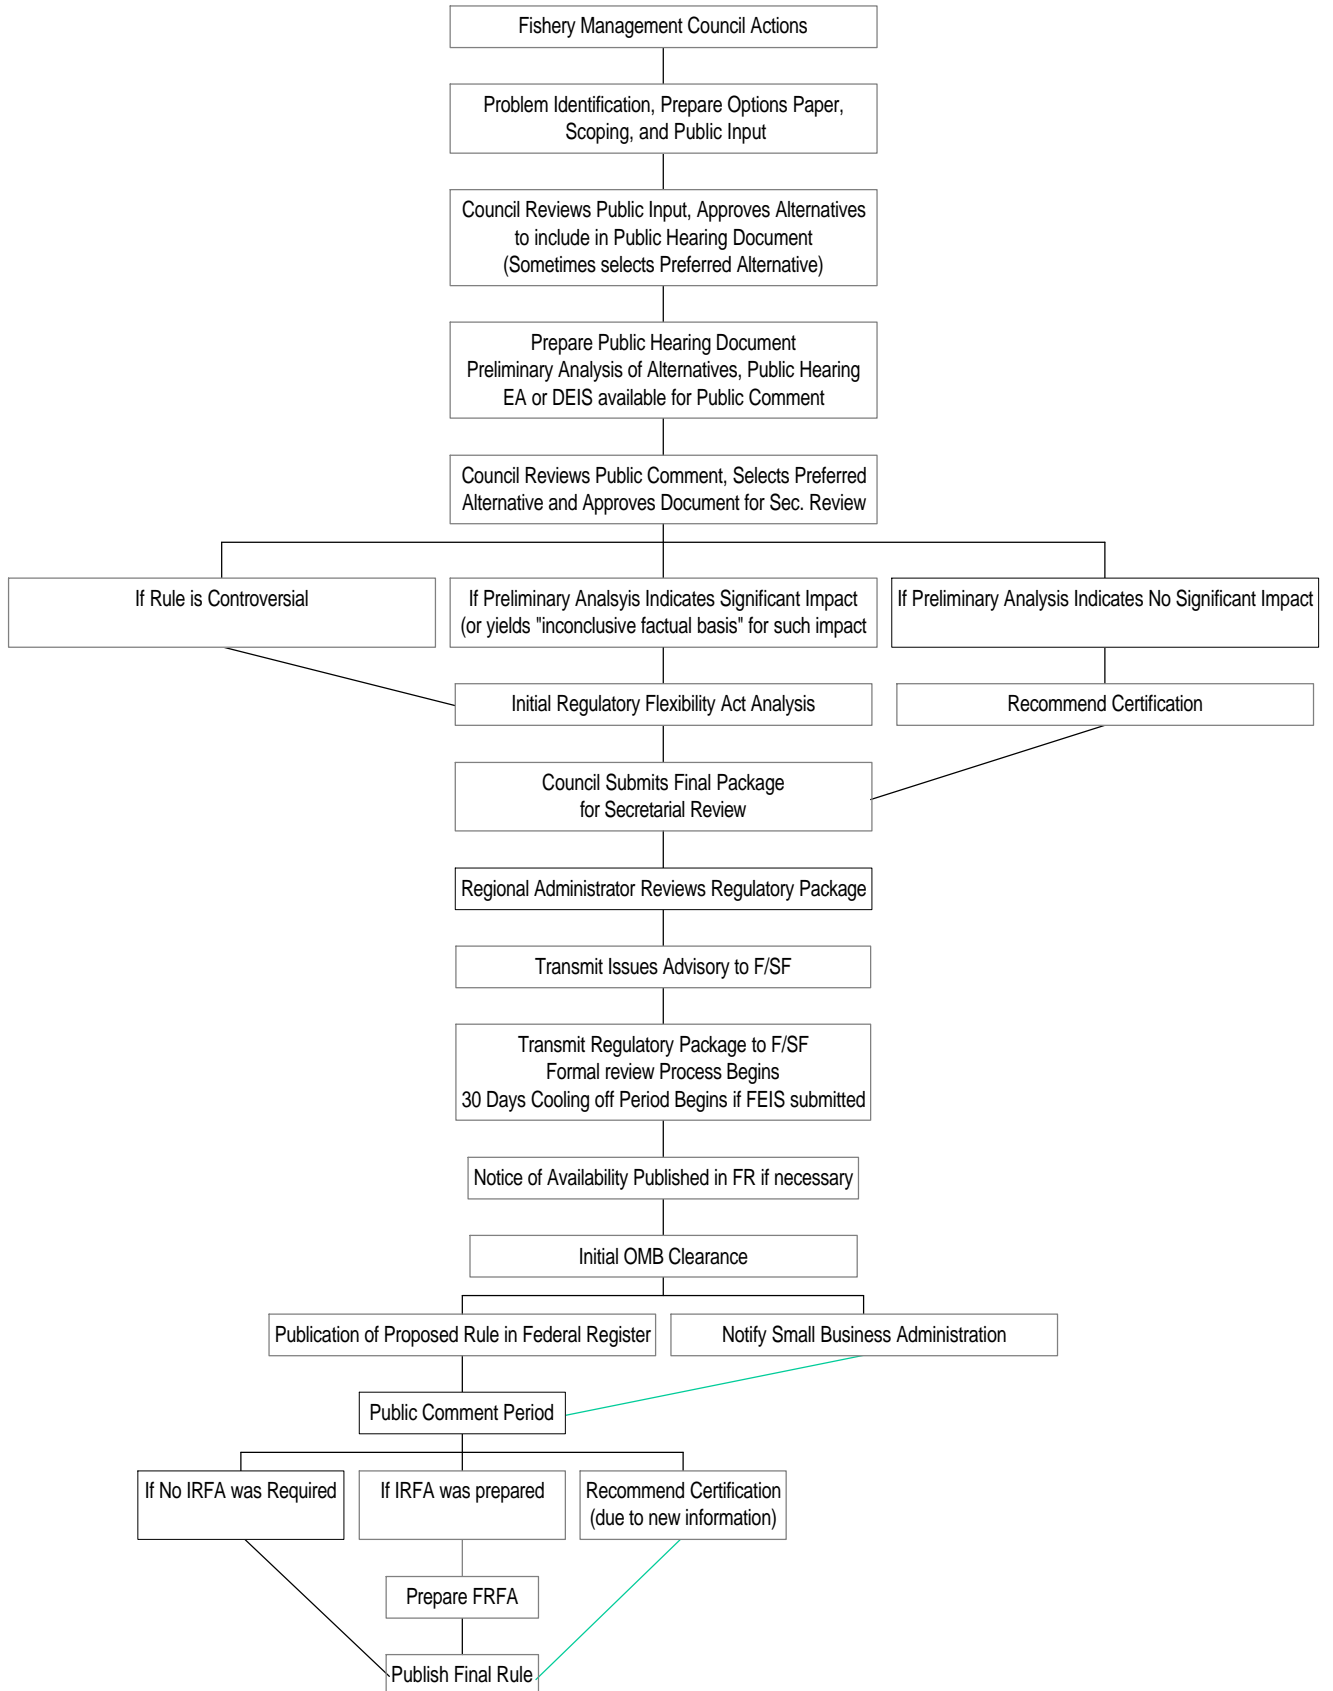 Fishery Management Council Actions
Problem Identification, Prepare Options Paper,
Scoping, and Public Input
Council Reviews Public Input, Approves Alternatives
to include in Public Hearing Document
(Sometimes selects Preferred Alternative)
Prepare Public Hearing Document
Preliminary Analysis of Alternatives, Public Hearing
EA or DEIS available for Public Comment
Council Reviews Public Comment, Selects Preferred
Alternative and Approves Document for Sec. Review
If Rule is Controversial
If Preliminary Analsyis Indicates Significant Impact
(or yields "inconclusive factual basis" for such impact
If Preliminary Analysis Indicates No Significant Impact
Initial Regulatory Flexibility Act Analysis
Recommend Certification
Council Submits Final Package
for Secretarial Review
Regional Administrator Reviews Regulatory Package
Transmit Issues Advisory to F/SF
Transmit Regulatory Package to F/SF
Formal review Process Begins
30 Days Cooling off Period Begins if FEIS submitted
Notice of Availability Published in FR if necessary
Initial OMB Clearance
Publication of Proposed Rule in Federal Register
Notify Small Business Administration
Public Comment Period
If No IRFA was Required
If IRFA was prepared
Recommend Certification
(due to new information)
Prepare FRFA
Publish Final Rule